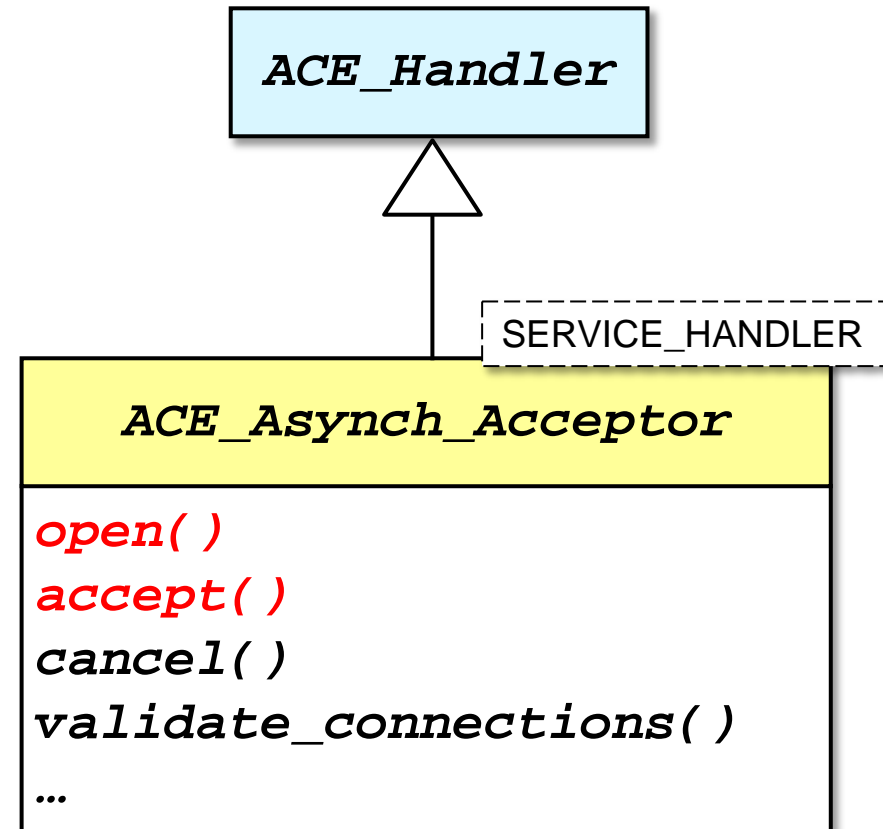 ACE_Handler
SERVICE_HANDLER
ACE_Asynch_Acceptor
open()
accept()
cancel()
validate_connections()
…